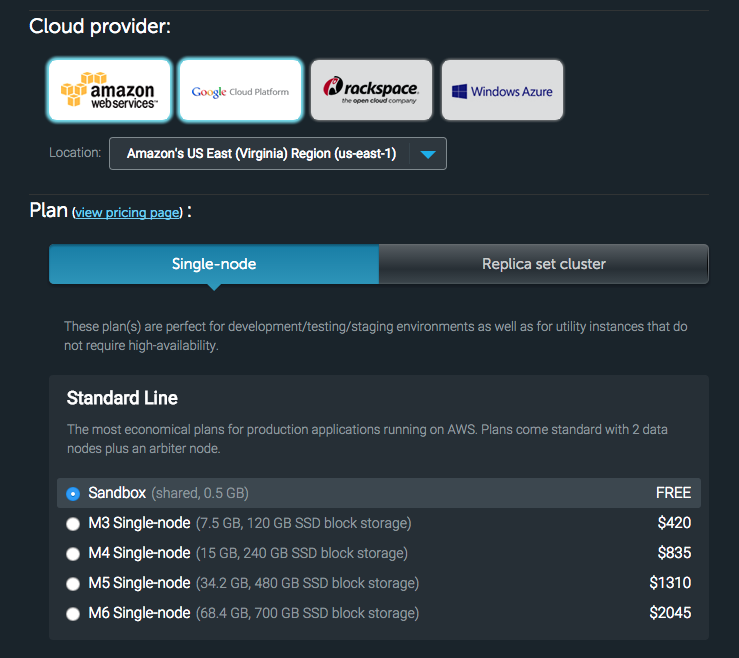 Cloud provider:
amazon
web services™
Google Cloud Platform
rackspace
the open cloud company
Windows Azure
Location: Amazon's US East (Virginia) Region (us-east-1)
Plan (view pricing page) :
Single-node Replica set cluster
These plan(s) are perfect for development/testing/staging environments as well as for utility instances that do
not require high-availability.
Standard Line
The most economical plans for production applications running on AWS. Plans come standard with 2 data
nodes plus an arbiter node.
Sandbox (shared, 0.5 GB) FREE
M3 Single-node (7.5 GB, 120 GB SSD block storage) $420
M4 Single-node (15 GB, 240 GB SSD block storage) $835
M5 Single-node (34.2 GB, 480 GB SSD block storage) $1310
M6 Single-node (68.4 GB, 700 GB SSD block storage) $2045